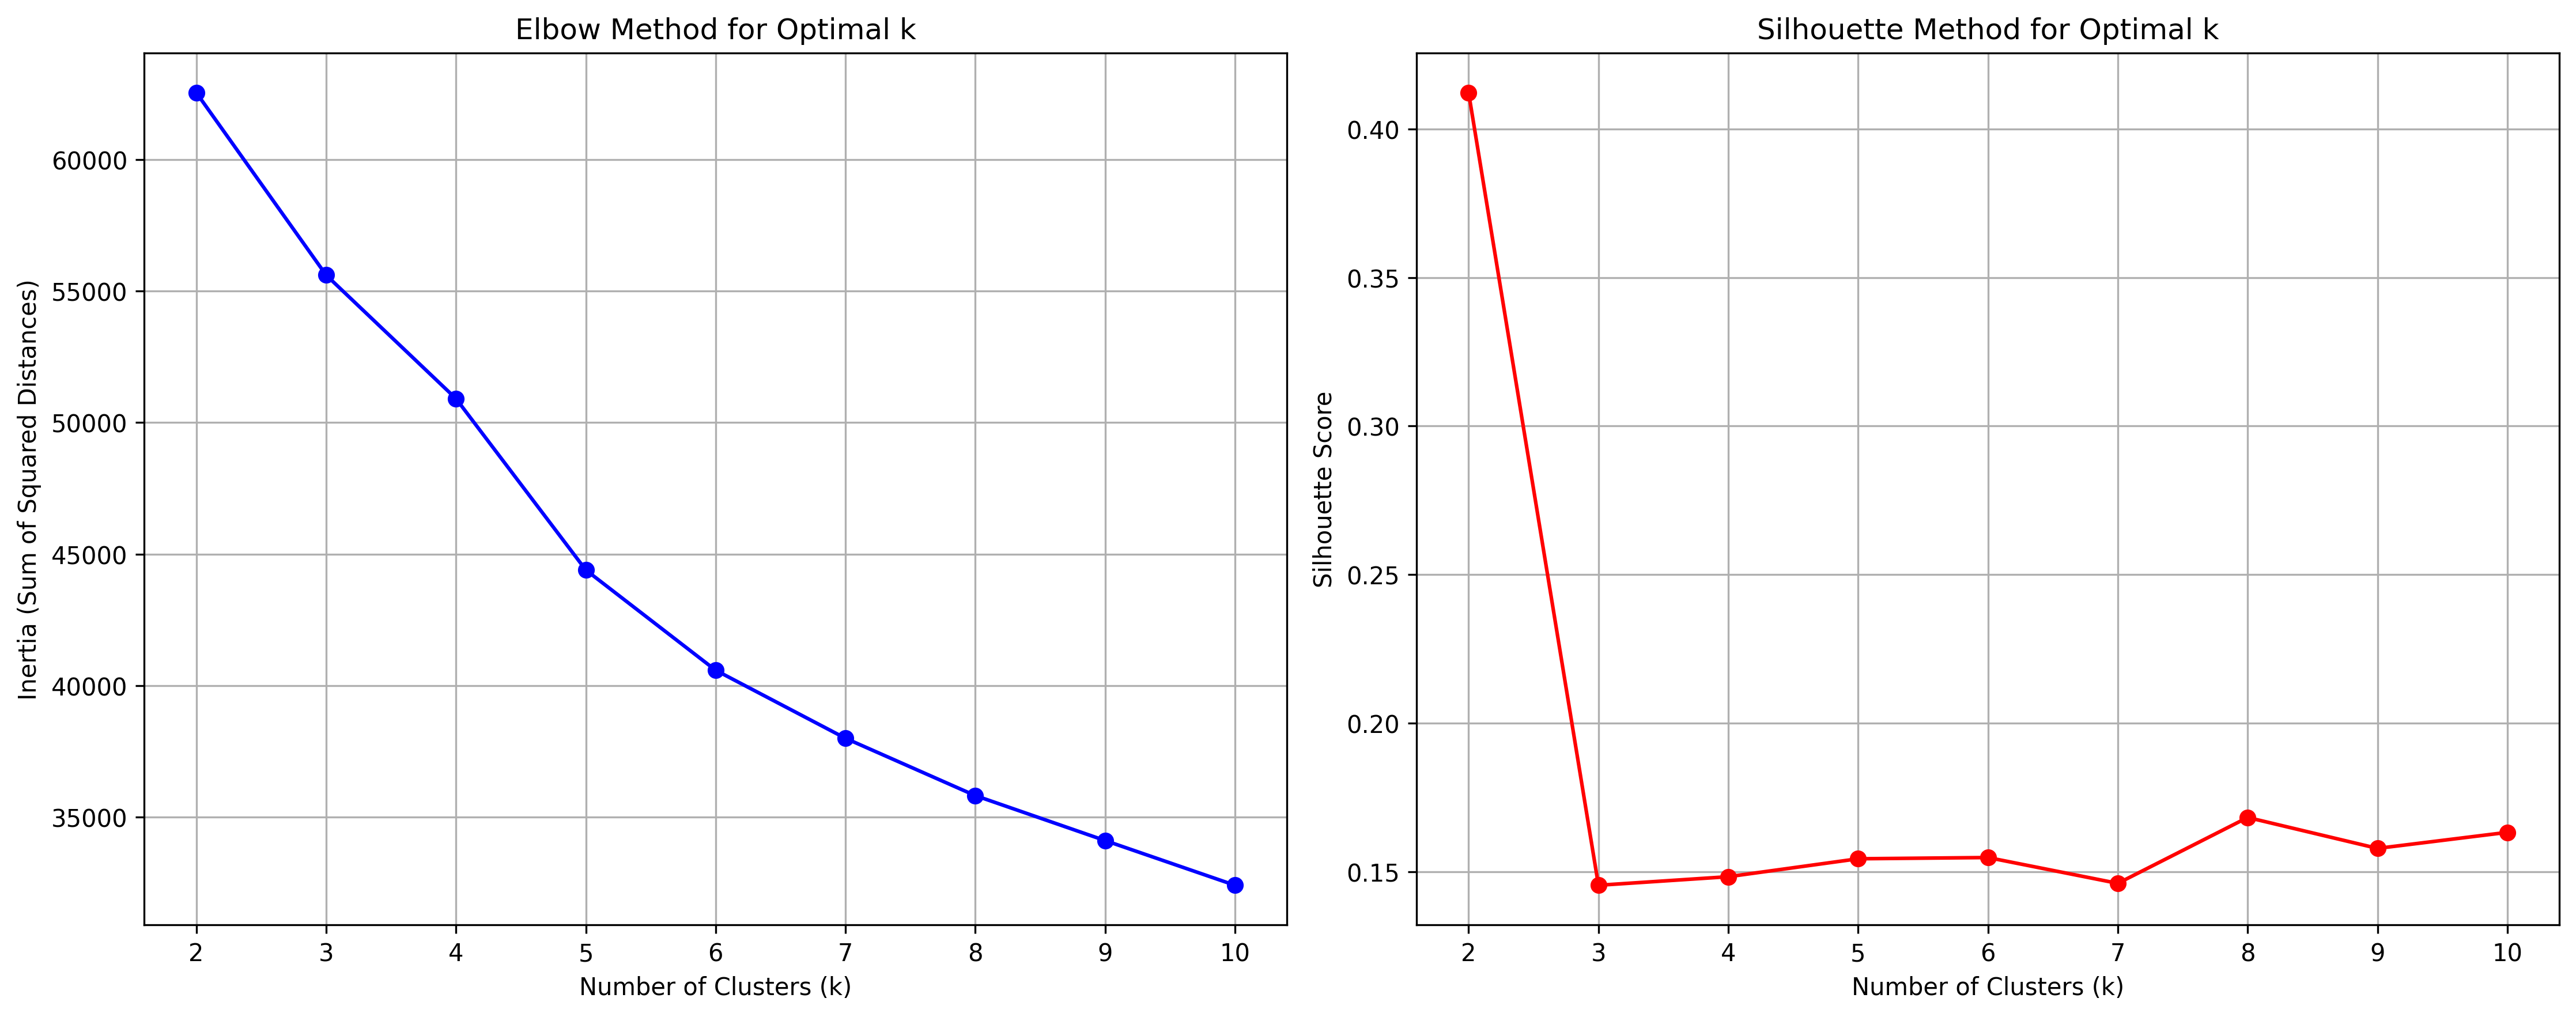 Elbow Method for Optimal k
Inertia (Sum of Squared Distances)
60000
55000
50000
45000
40000
35000
2 3 4 5 6 7 8 9 10
Number of Clusters (k)
Silhouette Method for Optimal k
Silhouette Score
0.40
0.35
0.30
0.25
0.20
0.15
2 3 4 5 6 7 8 9 10
Number of Clusters (k)